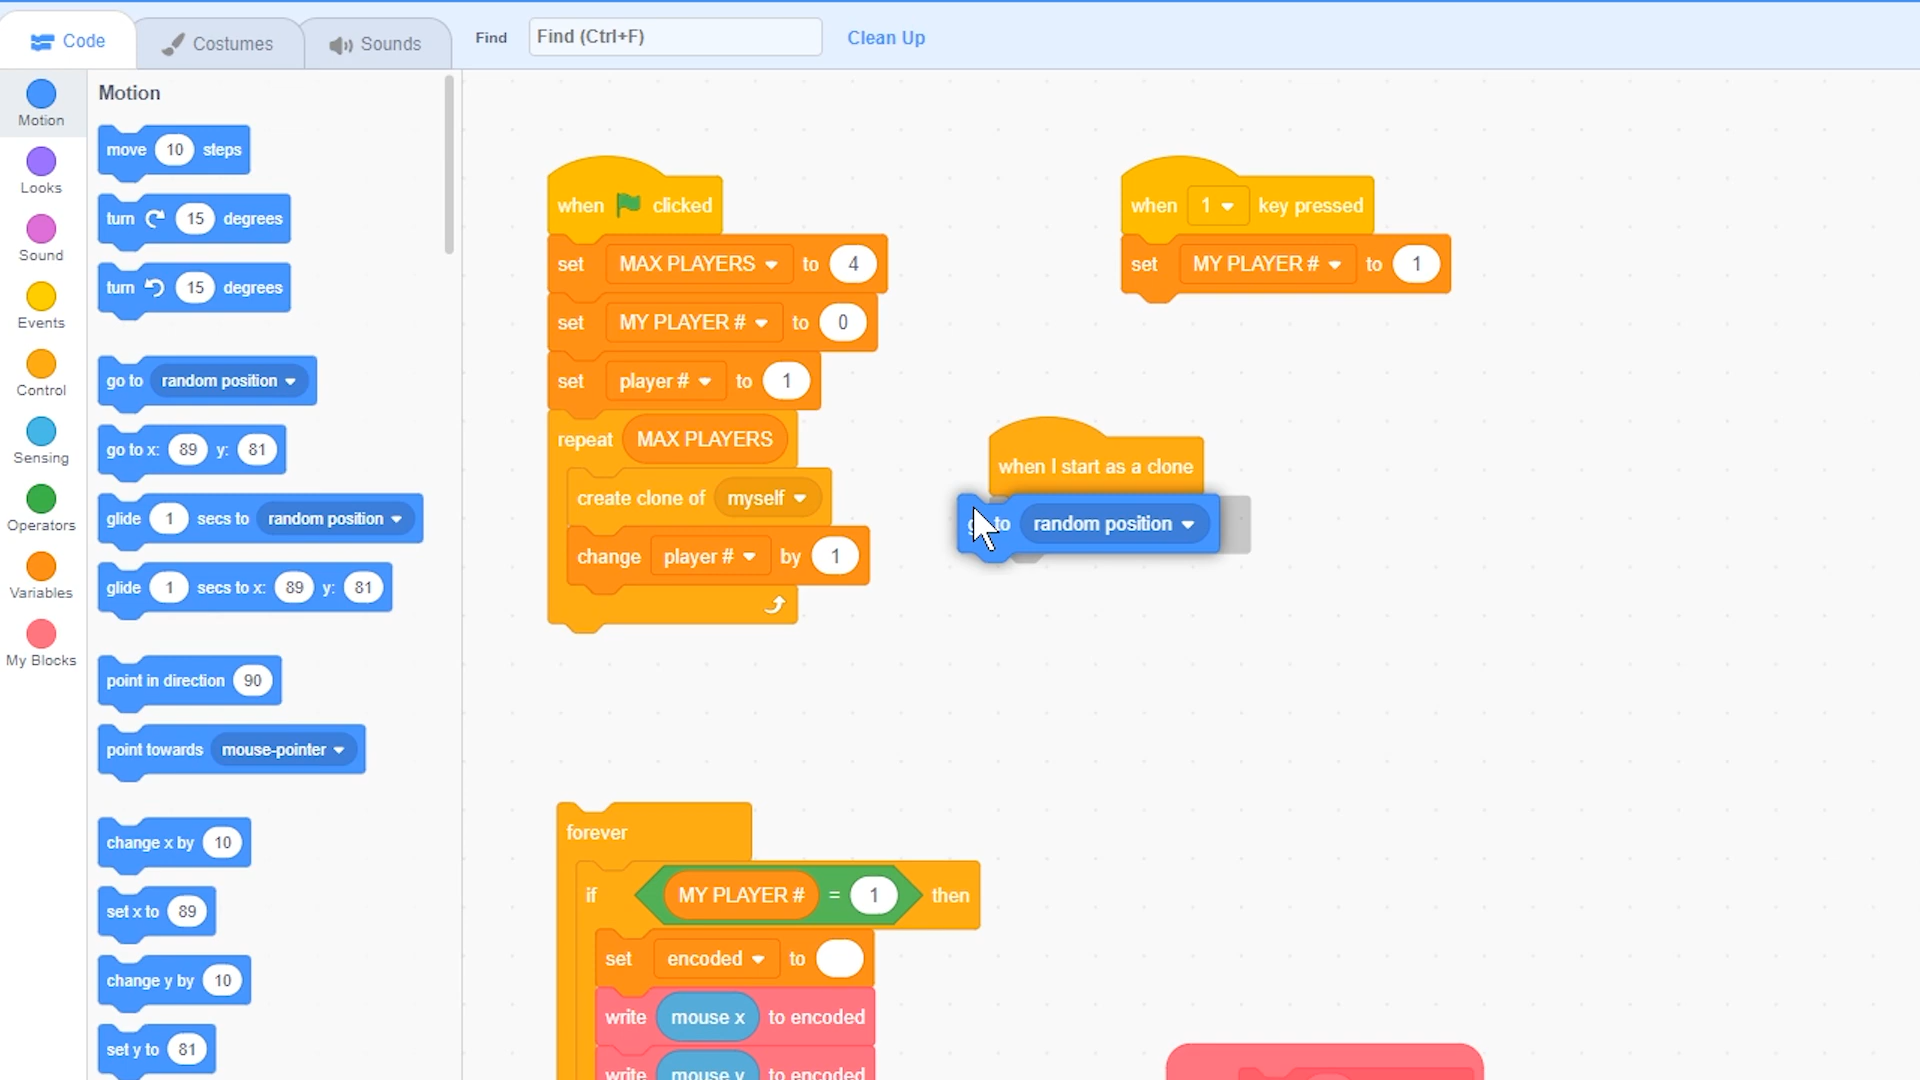 Code
Costumes
Sounds
Find
Find (Ctrl+F)
Clean Up
Motion
Looks
Sound
Events
Control
Sensing
Operators
Variables
My Blocks
Motion
move 10 steps
turn 15 degrees
turn 15 degrees
go to random position
go to x: 89 y: 81
glide 1 secs to random position
glide 1 secs to x: 89 y: 81
point in direction 90
point towards mouse-pointer
change x by 10
set x to 89
change y by 10
set y to 81
when clicked
set MAX PLAYERS to 4
set MY PLAYER # to 0
set player # to 1
repeat MAX PLAYERS
create clone of myself
change player # by 1
when 1 key pressed
set MY PLAYER # to 1
when I start as a clone
go to random position
forever
if MY PLAYER # = 1 then
set encoded to
write mouse x to encoded
write mouse y to encoded